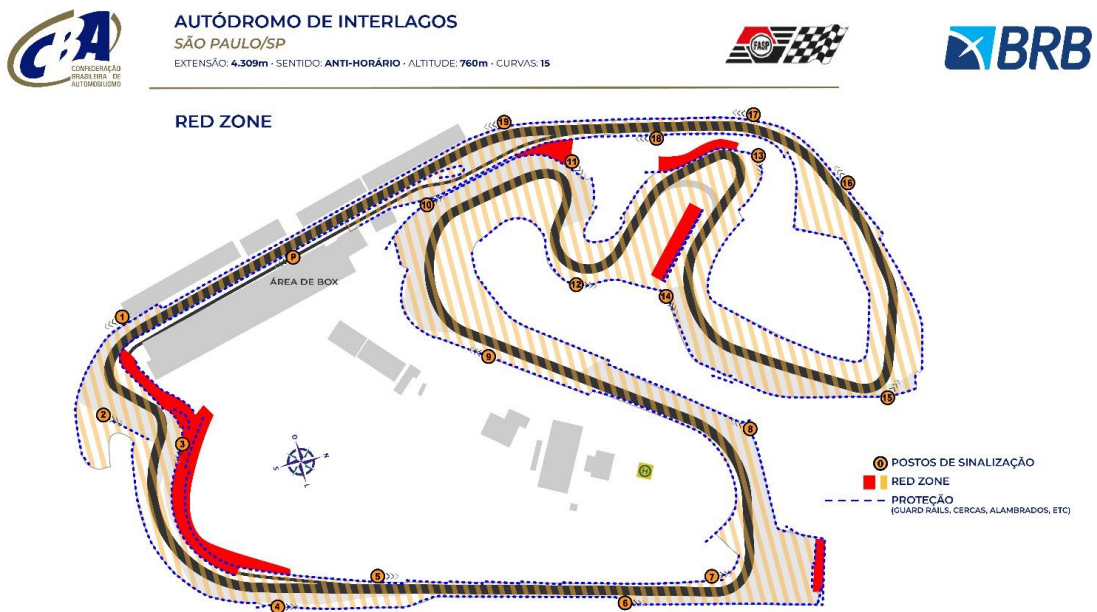 CBA
CONFEDERAÇÃO
BRASILEIRA DE
AUTOMOBILISMO
AUTÓDROMO DE INTERLAGOS
SÃO PAULO/SP
EXTENSÃO: 4.309m • SENTIDO: ANTI-HORÁRIO • ALTITUDE: 760m • CURVAS: 15
FASP
BRB
RED ZONE
19
17
18
11
13
16
10
P
ÁREA DE BOX
12
14
1
9
15
2
8
3
O
N
S
L
H
0 POSTOS DE SINALIZAÇÃO
RED ZONE
PROTEÇÃO
(GUARD RAILS, CERCAS, ALAMBRADOS, ETC)
5
7
4
6